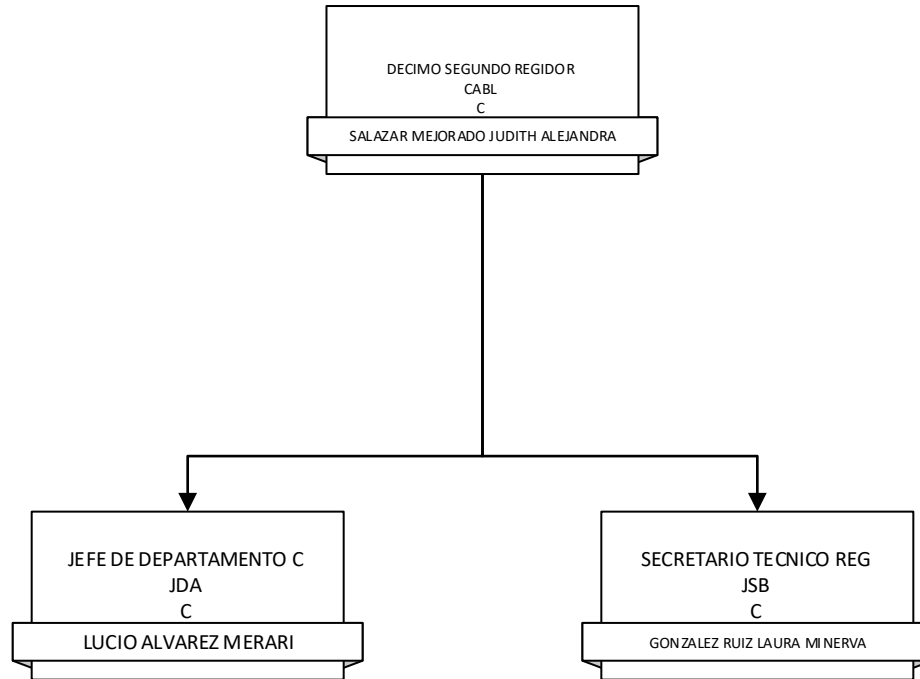 DECIMO SEGUNDO REGIDOR
CABL
C
SALAZAR MEJORADO JUDITH ALEJANDRA
JEFE DE DEPARTAMENTO C
JDA
C
LUCIO ALVAREZ MERARI
SECRETARIO TECNICO REG
JSB
C
GONZALEZ RUIZ LAURA MINERVA